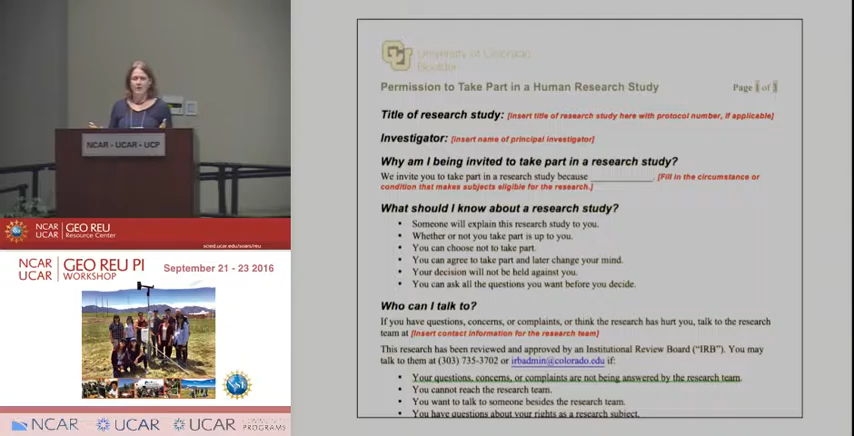 NCAR - UCAR - UCP
NCAR
UCAR
GEO REU
Resource Center
scied.ucar.edu/soars/reu
NCAR
UCAR
GEO REU PI
WORKSHOP
September 21 - 23 2016
NCAR
UCAR
UCAR
COMMUNITY
PROGRAMS
University of Colorado
Boulder
Permission to Take Part in a Human Research Study
Page 1 of 3
Title of research study: [insert title of research study here with protocol number, if applicable]
Investigator: [insert name of principal investigator]
Why am I being invited to take part in a research study?
We invite you to take part in a research study because ____________. [Fill in the circumstance or
condition that makes subjects eligible for the research.]
What should I know about a research study?
• Someone will explain this research study to you.
• Whether or not you take part is up to you.
• You can choose not to take part.
• You can agree to take part and later change your mind.
• Your decision will not be held against you.
• You can ask all the questions you want before you decide.
Who can I talk to?
If you have questions, concerns, or complaints, or think the research has hurt you, talk to the research
team at [Insert contact information for the research team]
This research has been reviewed and approved by an Institutional Review Board (“IRB”). You may
talk to them at (303) 735-3702 or irbadmin@colorado.edu if:
• Your questions, concerns, or complaints are not being answered by the research team.
• You cannot reach the research team.
• You want to talk to someone besides the research team.
• You have questions about your rights as a research subject.